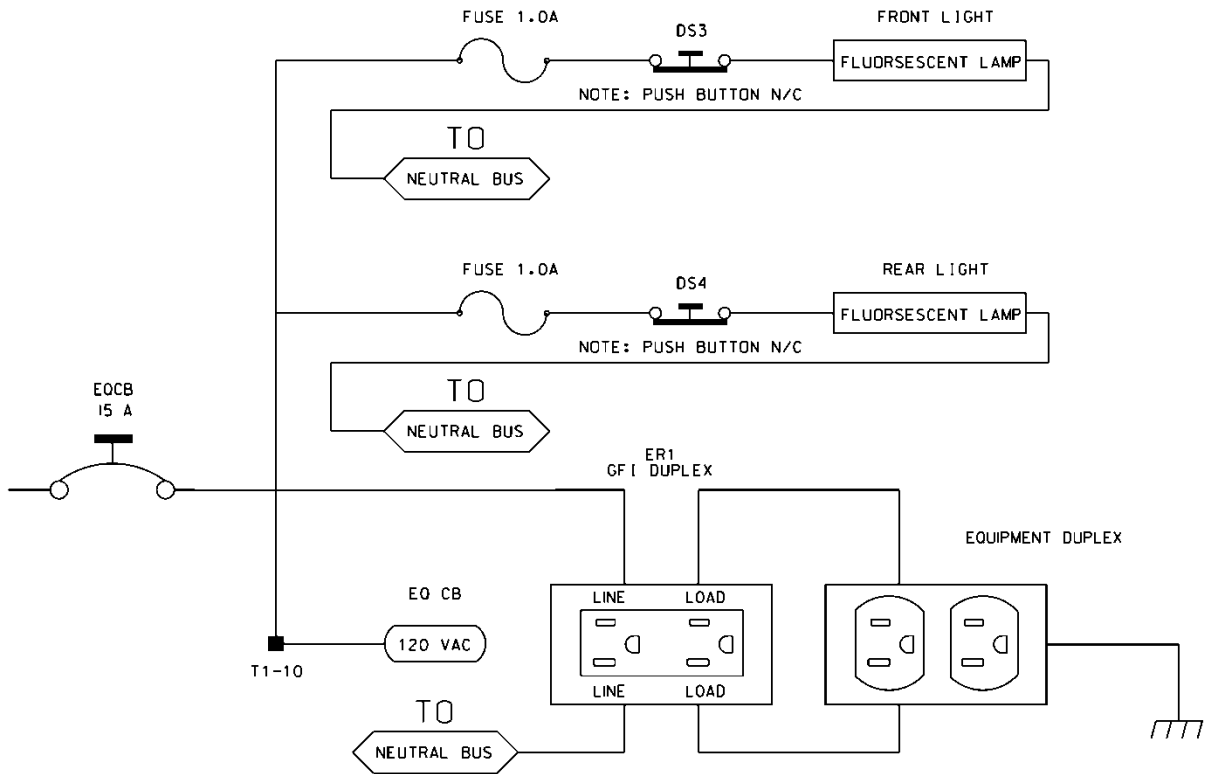 FUSE 1.0A
DS3
FRONT LIGHT
FLUORSESCENT LAMP
NOTE: PUSH BUTTON N/C
TO
NEUTRAL BUS
FUSE 1.0A
DS4
REAR LIGHT
FLUORSESCENT LAMP
NOTE: PUSH BUTTON N/C
TO
NEUTRAL BUS
EQCB
15 A
ER1
GFI DUPLEX
EQUIPMENT DUPLEX
EQ CB
120 VAC
T1-10
LINE LOAD
LINE LOAD
TO
NEUTRAL BUS